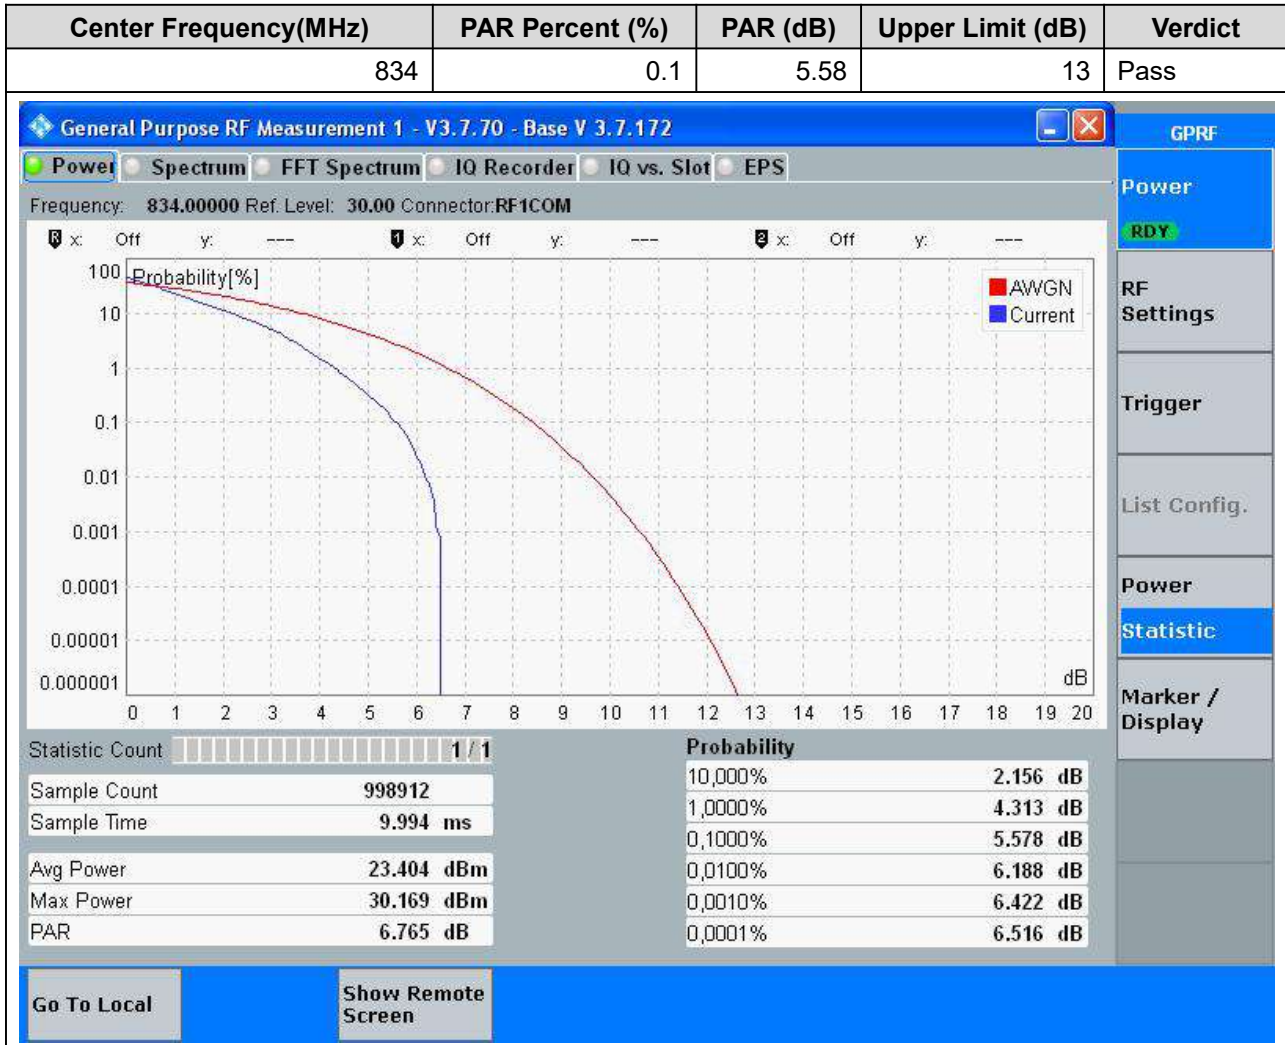 Center Frequency(MHz) PAR Percent (%) PAR (dB) Upper Limit (dB) Verdict
834 0.1 5.58 13 Pass
General Purpose RF Measurement 1 - V3.7.70 - Base V 3.7.172
GPRF
Power Spectrum FFT Spectrum IQ Recorder IQ vs. Slot EPS
Frequency: 834.00000 Ref. Level: 30.00 Connector:RF1COM
R x: Off y: --- 1 x: Off y: --- 2 x: Off y: ---
Probability[%]
AWGN
Current
100
10
1
0.1
0.01
0.001
0.0001
0.00001
0.000001
dB
0 1 2 3 4 5 6 7 8 9 10 11 12 13 14 15 16 17 18 19 20
Statistic Count 1 / 1
Sample Count 998912
Sample Time 9.994 ms
Avg Power 23.404 dBm
Max Power 30.169 dBm
PAR 6.765 dB
Probability
10,000% 2.156 dB
1,0000% 4.313 dB
0,1000% 5.578 dB
0,0100% 6.188 dB
0,0010% 6.422 dB
0,0001% 6.516 dB
Power
RDY
RF
Settings
Trigger
List Config.
Power
Statistic
Marker /
Display
Go To Local
Show Remote
Screen